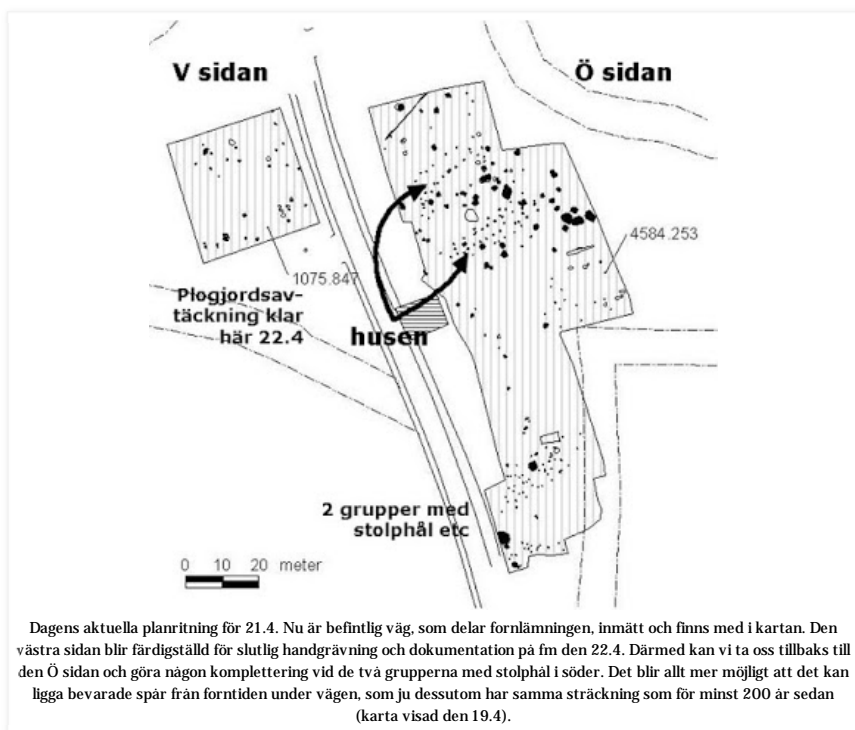 V sidan
Ö sidan
4584.253
1075.847
Plogjordsav-
täckning klar
här 22.4
husen
2 grupper med
stolphål etc
0 10 20 meter
Dagens aktuella planritning för 21.4. Nu är befintlig väg, som delar fornlämningen, inmätt och finns med i kartan. Den
västra sidan blir färdigställd för slutlig handgrävning och dokumentation på fm den 22.4. Därmed kan vi ta oss tillbaks till
den Ö sidan och göra någon komplettering vid de två grupperna med stolphål i söder. Det blir allt mer möjligt att det kan
ligga bevarade spår från forntiden under vägen, som ju dessutom har samma sträckning som för minst 200 år sedan
(karta visad den 19.4).